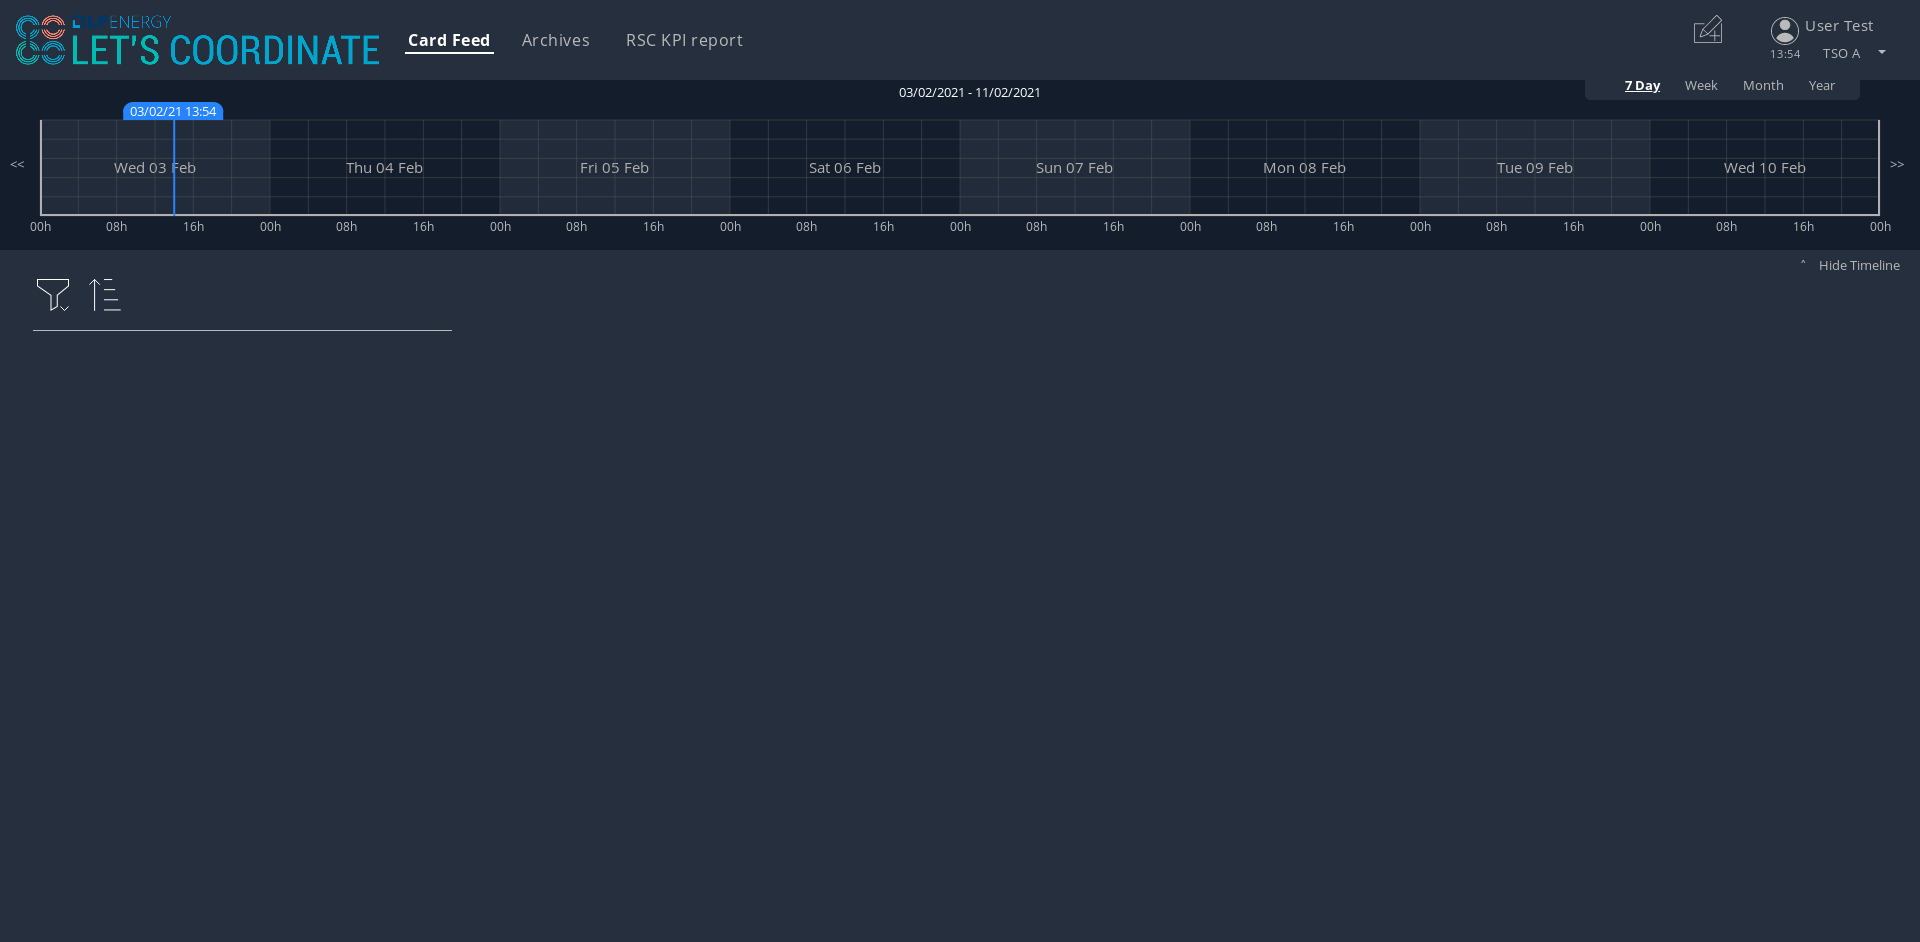 ENERGY
LET'S COORDINATE
Card Feed
Archives
RSC KPI report
User Test
13:54
TSO A
03/02/2021 - 11/02/2021
7 Day
Week
Month
Year
03/02/21 13:54
<<
Wed 03 Feb
Thu 04 Feb
Fri 05 Feb
Sat 06 Feb
Sun 07 Feb
Mon 08 Feb
Tue 09 Feb
Wed 10 Feb
>>
00h 08h 16h 00h 08h 16h 00h 08h 16h 00h 08h 16h 00h 08h 16h 00h 08h 16h 00h 08h 16h 00h 08h 16h 00h
Hide Timeline